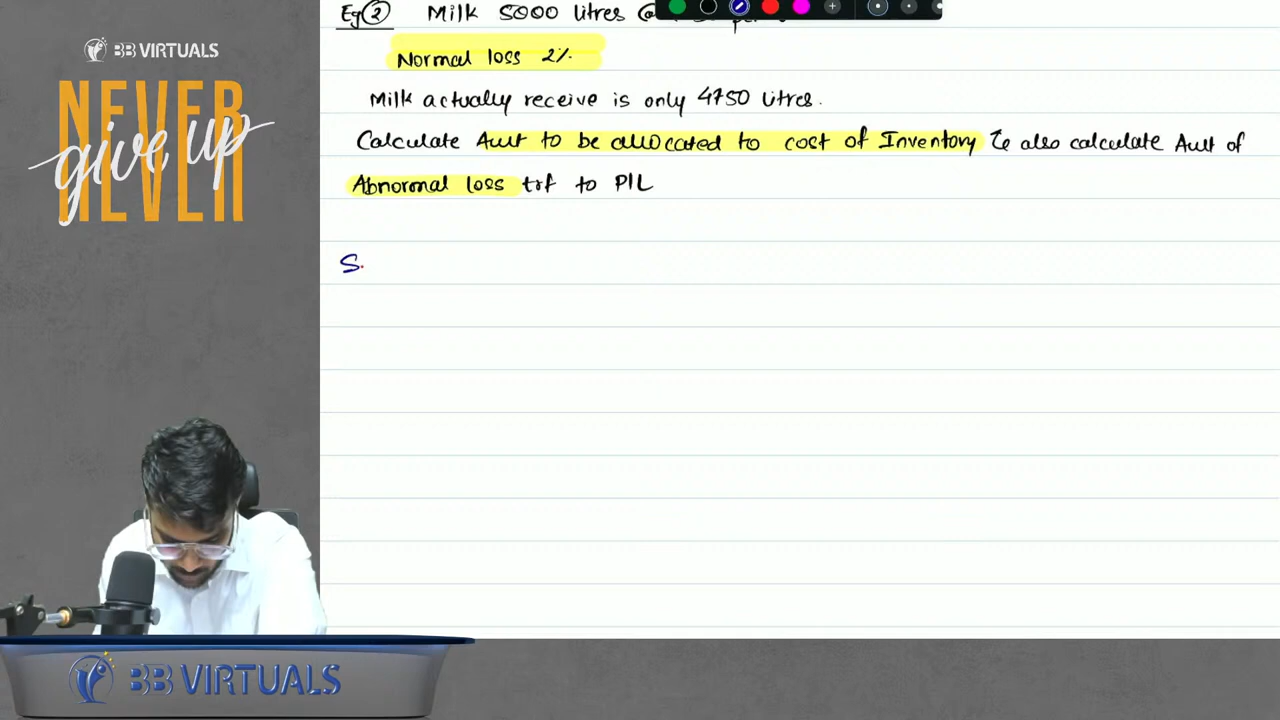 BB VIRTUALS
NEVER
give up
NEVER
Eg ② Milk 5000 litres @
Normal loss 2%.
Milk actually receive is only 4750 litres.
Calculate Amt to be allocated to cost of Inventory & also calculate Amt of
Abnormal loss trf to P/L
S.
BB VIRTUALS